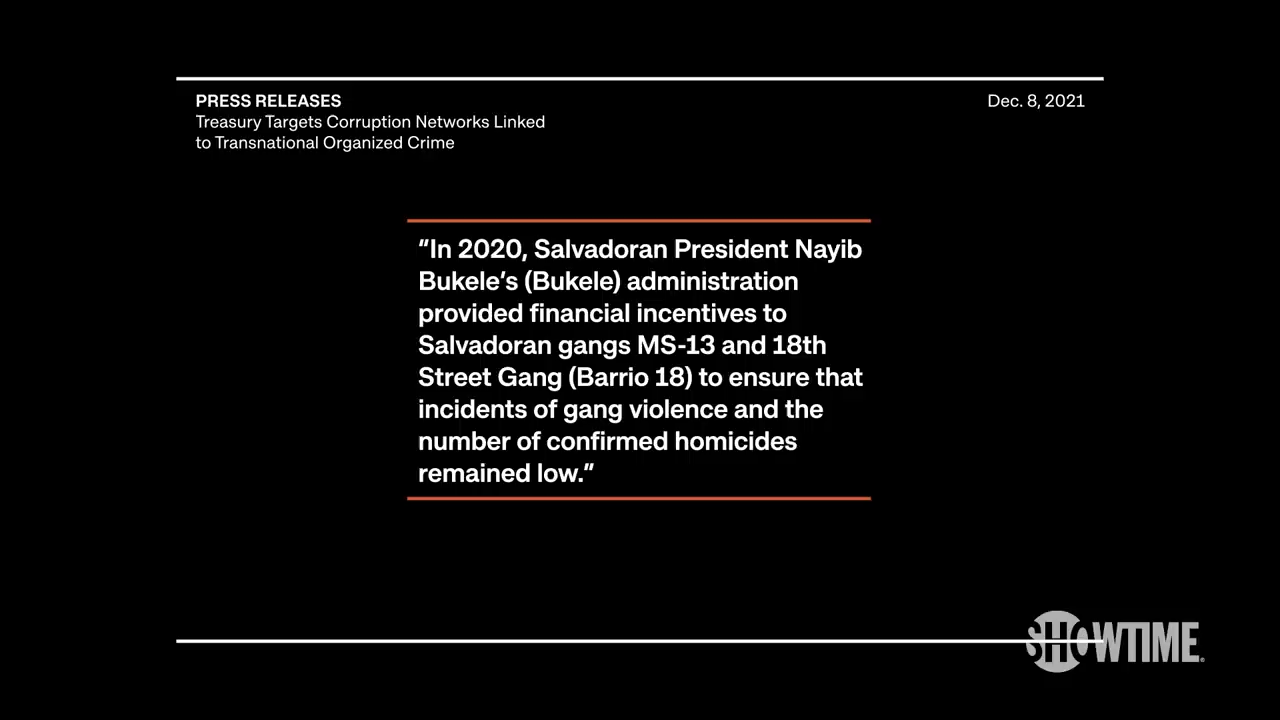 PRESS RELEASES
Dec. 8, 2021
Treasury Targets Corruption Networks Linked
to Transnational Organized Crime
“In 2020, Salvadoran President Nayib
Bukele’s (Bukele) administration
provided financial incentives to
Salvadoran gangs MS-13 and 18th
Street Gang (Barrio 18) to ensure that
incidents of gang violence and the
number of confirmed homicides
remained low.”
SHOWTIME®